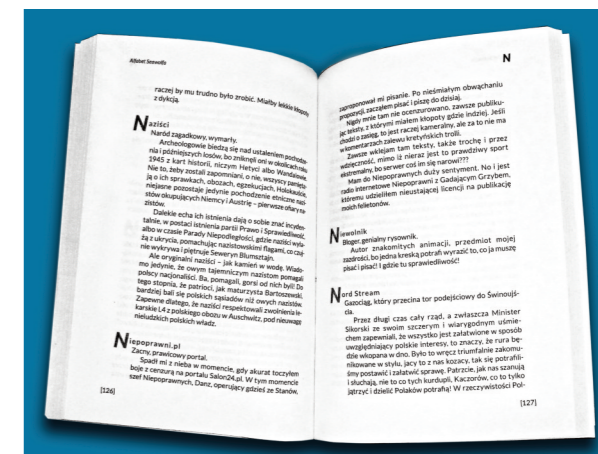 Alfabet Seawolfa
raczej by mu trudno było zrobić. Miałby lekkie kłopoty
z dykcją.
Naziści
Naród zagadkowy, wymarły.
Archeologowie biedzą się nad ustaleniem pochodze-
nia i późniejszych losów, bo zniknęli oni w okolicach roku
1945 z kart historii, niczym Hetyci albo Wandalowie.
Nie to, żeby zostali zapomniani, o nie, wszyscy pamięta-
ją o ich sprawkach, obozach, egzekucjach, Holokauście,
niejasne pozostaje jedynie pochodzenie etniczne nazi-
stów okupujących Niemcy i Austrię – pierwsze ofiary na-
zistów.
Dalekie echa ich istnienia dają o sobie znać incyden-
talnie, w postaci istnienia partii Prawo i Sprawiedliwość,
albo w czasie Parady Niepodległości, gdzie naziści wyła-
żą z ukrycia, pomachując nazistowskimi flagami, co czuj-
nie wykrywa i piętnuje Seweryn Blumsztajn.
Ale oryginalni naziści – jak kamień w wodę. Wiado-
mo jedynie, że owym tajemniczym nazistom pomagali
polscy nacjonaliści. Ba, pomagali, gorsi od nich byli! Do
tego stopnia, że patrioci, jak maturzysta Bartoszewski,
bardziej bali się polskich sąsiadów niż owych nazistów.
Zapewne dlatego, że naziści respektowali zwolnienia le-
karskie L4 z polskiego obozu w Auschwitz, pod nieuwagę
nieludzkich polskich władz.
Niepoprawni.pl
Zacny, prawicowy portal.
Spadł mi z nieba w momencie, gdy akurat toczyłem
boje z cenzurą na portalu Salon24.pl. W tym momencie
szef Niepoprawnych, Danz, operujący gdzieś ze Stanów,
[126]
N
zaproponował mi pisanie. Po nieśmiałym obwąchaniu
propozycji, zacząłem pisać i piszę do dzisiaj.
Nigdy mnie tam nie ocenzurowano, zawsze publiku-
jąc teksty, z którymi miałem kłopoty gdzie indziej. Jeśli
chodzi o zasięg, to jest raczej kameralny, ale za to nie ma
w komentarzach zalewu kretyńskich trolli.
Zawsze wklejam tam teksty, także trochę i przez
wdzięczność, mimo iż nieraz jest to prawdziwy sport
ekstremalny, bo serwer coś im się narowi???
Mam do Niepoprawnych duży sentyment. No i jest
radio internetowe Niepoprawni z Gadającym Grzybem,
któremu udzieliłem nieustającej licencji na publikację
moich felietonów.
Niewolnik
Bloger, genialny rysownik.
Autor znakomitych animacji, przedmiot mojej
zazdrości, bo jedna kreską potrafi wyrazić to, co ja muszę
pisać i pisać! I gdzie tu sprawiedliwość!
Nord Stream
Gazociąg, który przecina tor podejściowy do Świnoujś-
cia.
Przez długi czas cały rząd, a zwłaszcza Minister
Sikorski ze swoim szczerym i wiarygodnym uśmie-
chem zapewniali, że wszystko jest załatwione w sposób
uwzględniający polskie interesy, to znaczy, że rura bę-
dzie wkopana w dno. Było to wręcz triumfalnie zakomu-
nikowane w stylu, jacy to z nas kozacy, tak się potrafili-
śmy postawić i załatwić sprawę. Patrzcie, jak nas szanują
i słuchają, nie to co tych kurdupli, Kaczorów, co to tylko
jątrzyć i dzielić Polaków potrafią! W rzeczywistości Pol-
[127]